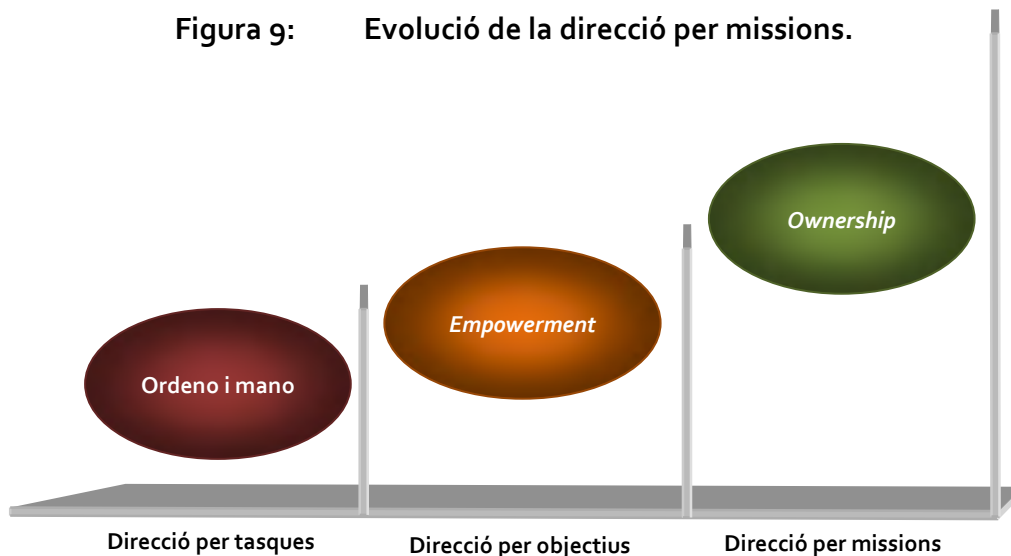 Figura 9: Evolució de la direcció per missions.
Ownership
Empowerment
Ordeno i mano
Direcció per tasques
Direcció per objectius
Direcció per missions